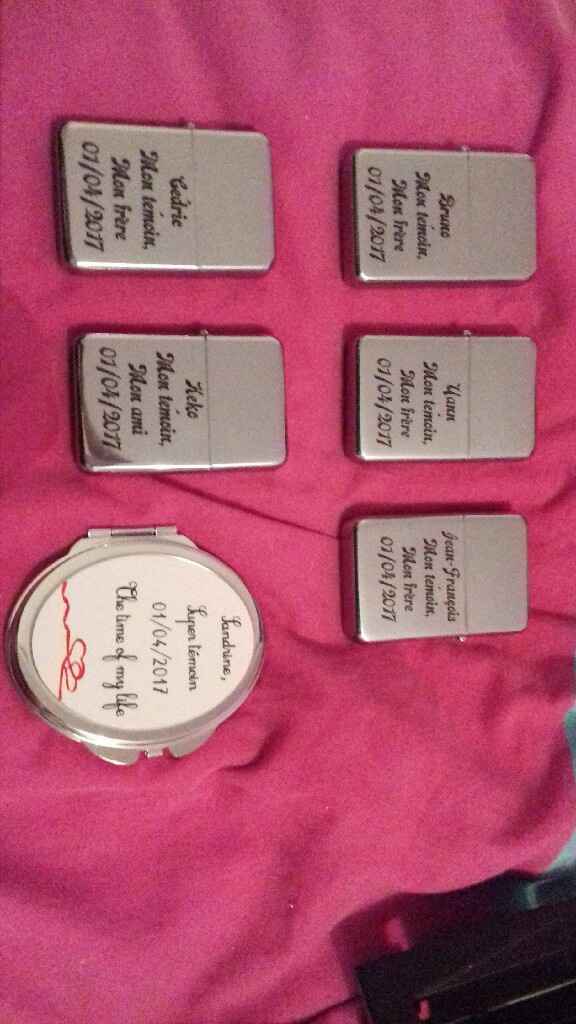 Bruno
Mon témoin,
Mon frère
01/04/2017
Yann
Mon témoin,
Mon frère
01/04/2017
Jean-François
Mon témoin,
Mon frère
01/04/2017
Cédric
Mon témoin,
Mon frère
01/04/2017
Keko
Mon témoin,
Mon ami
01/04/2017
Sandrine,
Super témoin
01/04/2017
The time of my life